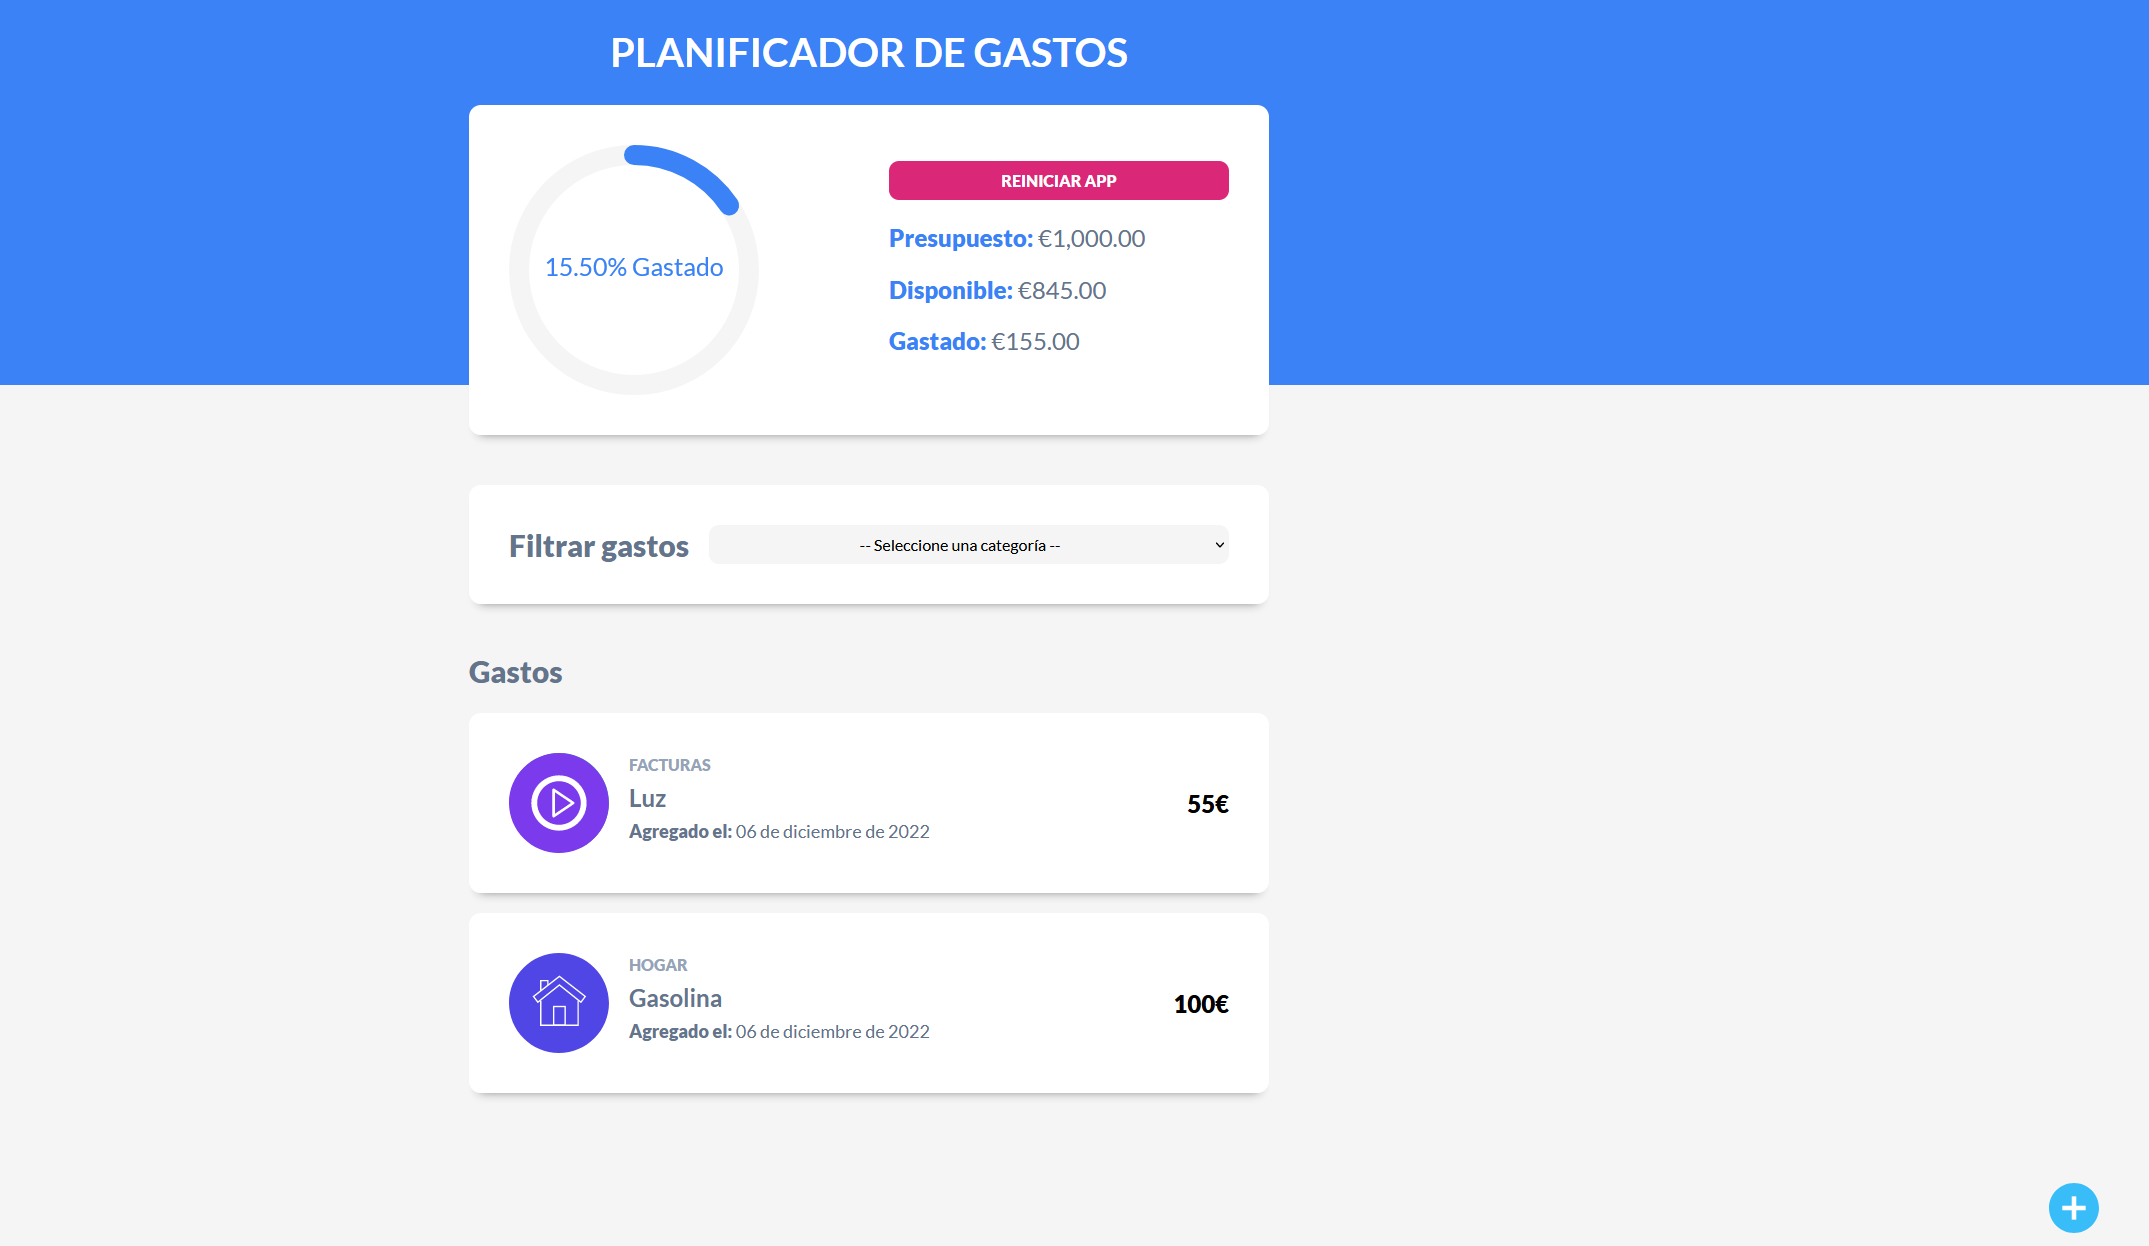 PLANIFICADOR DE GASTOS
15.50% Gastado
REINICIAR APP
Presupuesto: €1,000.00
Disponible: €845.00
Gastado: €155.00
Filtrar gastos
-- Seleccione una categoría --
Gastos
FACTURAS
Luz
Agregado el: 06 de diciembre de 2022
55€
HOGAR
Gasolina
Agregado el: 06 de diciembre de 2022
100€